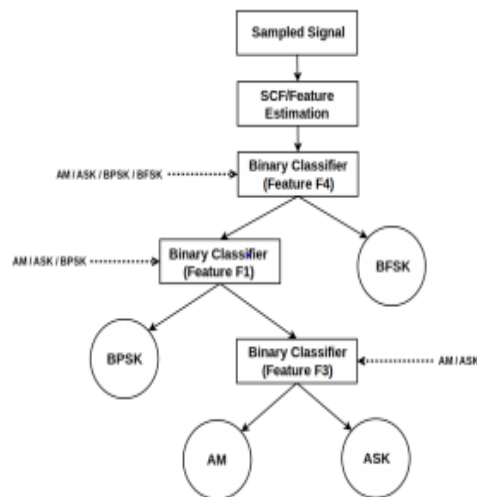 Sampled Signal
SCF/Feature
Estimation
AM / ASK / BPSK / BFSK
Binary Classifier
(Feature F4)
AM / ASK / BPSK
Binary Classifier
(Feature F1)
BFSK
BPSK
Binary Classifier
(Feature F3)
AM / ASK
AM
ASK